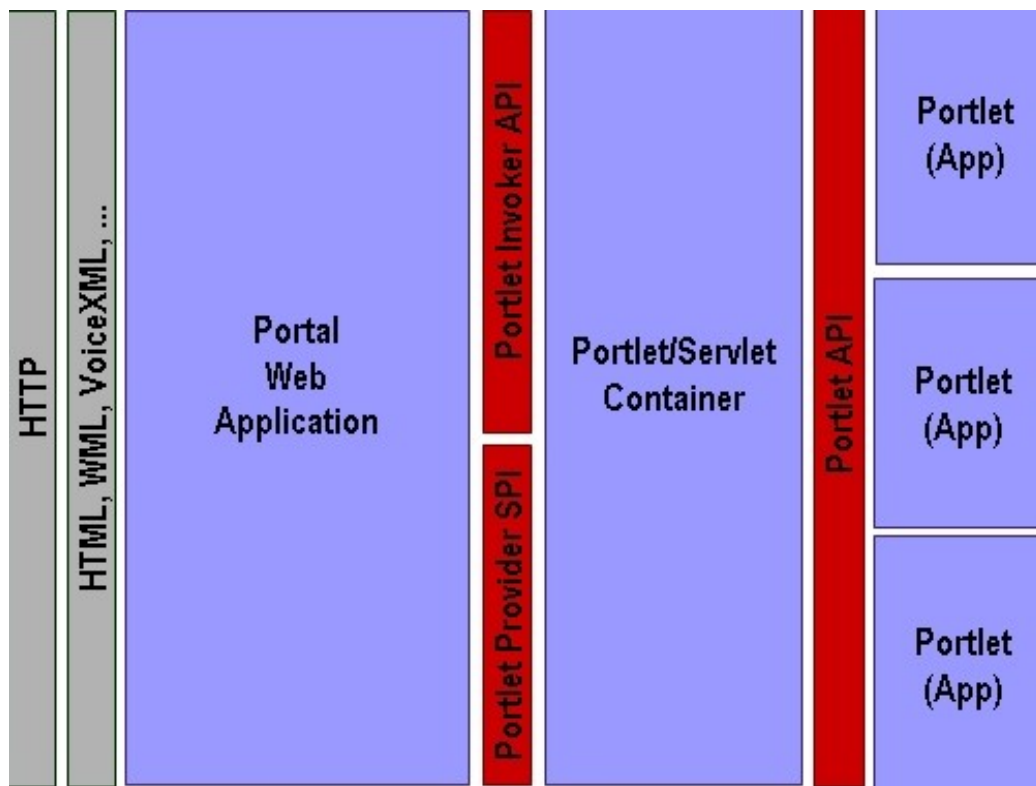 HTTP
HTML, WML, VoiceXML, ...
Portal
Web
Application
Portlet Invoker API
Portlet Provider SPI
Portlet/Servlet
Container
Portlet API
Portlet
(App)
Portlet
(App)
Portlet
(App)